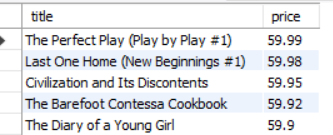 title price
The Perfect Play (Play by Play #1) 59.99
Last One Home (New Beginnings #1) 59.98
Civilization and Its Discontents 59.95
The Barefoot Contessa Cookbook 59.92
The Diary of a Young Girl 59.9